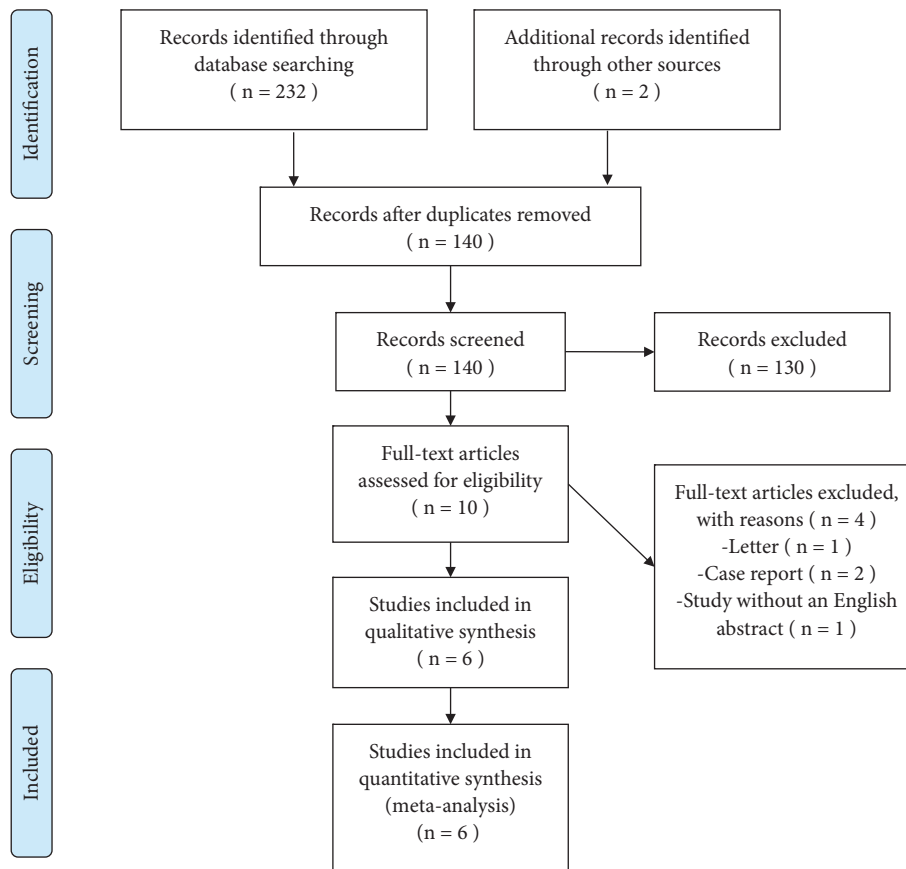 Identification
Records identified through
database searching
( n = 232 )
Additional records identified
through other sources
( n = 2 )
Records after duplicates removed
( n = 140 )
Screening
Records screened
( n = 140 )
Records excluded
( n = 130 )
Eligibility
Full-text articles
assessed for eligibility
( n = 10 )
Full-text articles excluded,
with reasons ( n = 4 )
-Letter ( n = 1 )
-Case report ( n = 2 )
-Study without an English
abstract ( n = 1 )
Studies included in
qualitative synthesis
( n = 6 )
Included
Studies included in
quantitative synthesis
(meta-analysis)
(n = 6 )